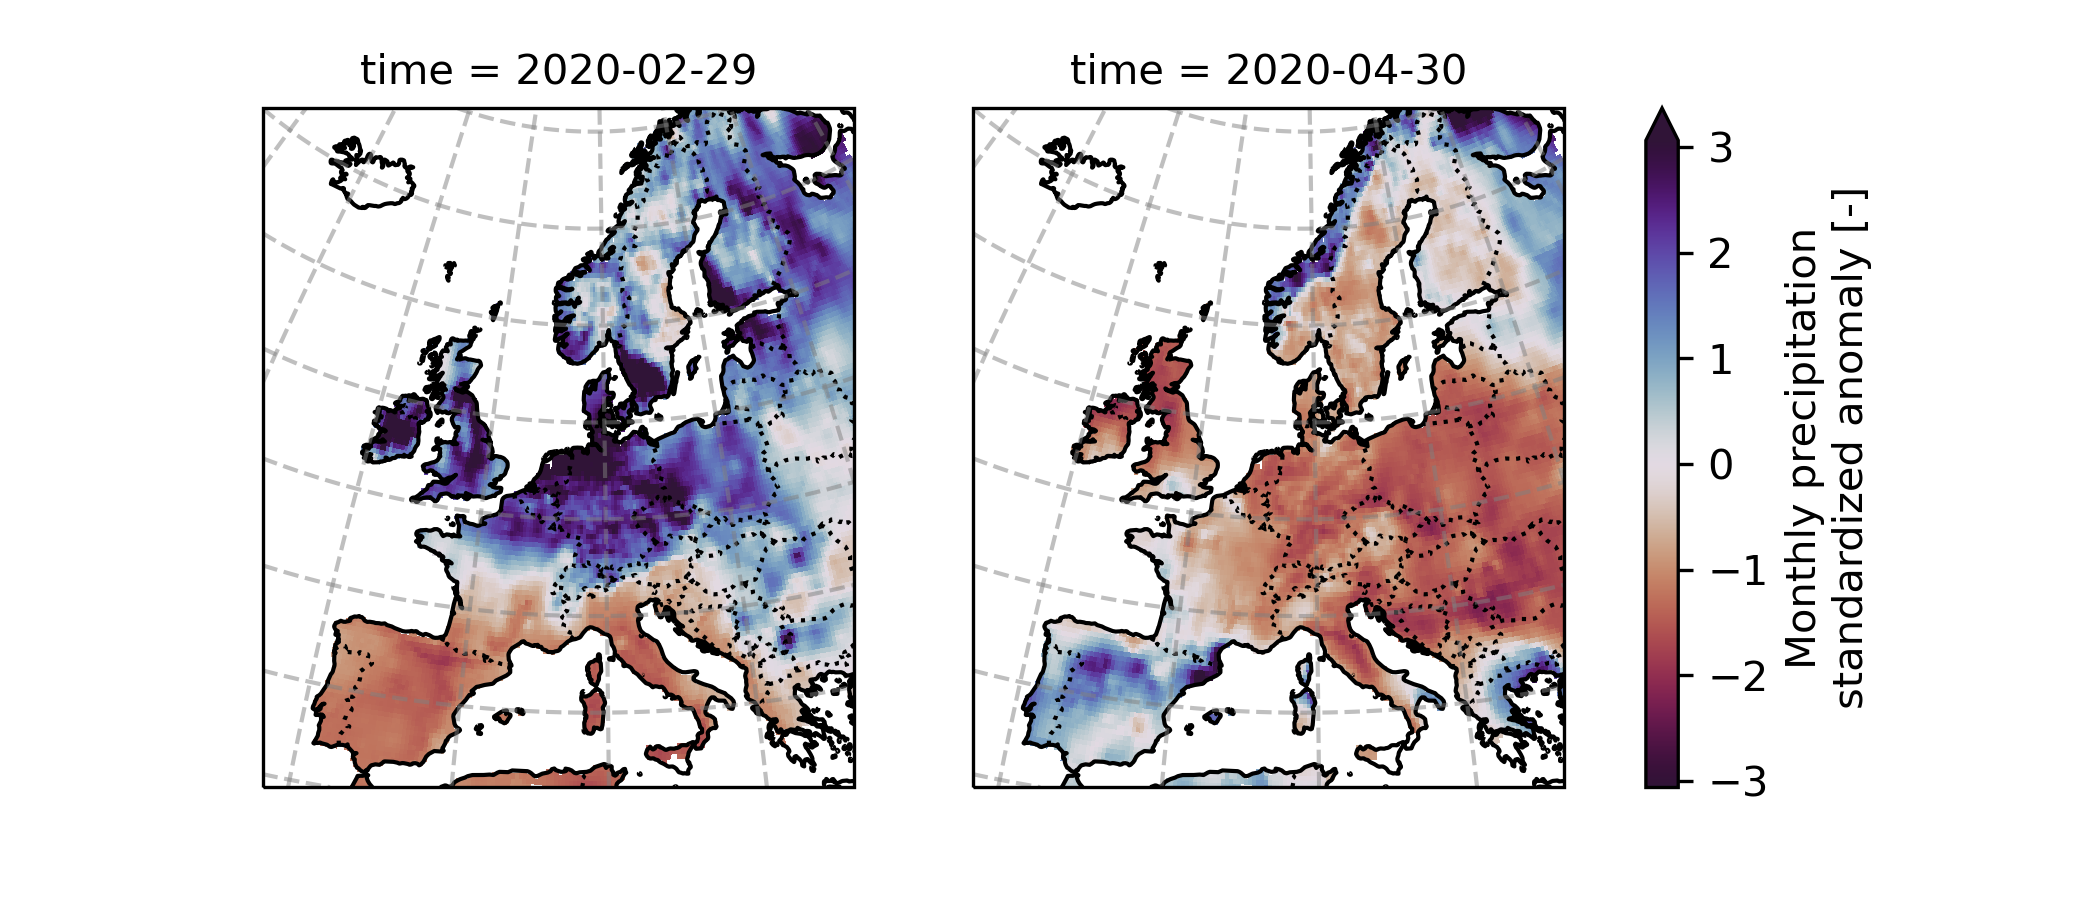 time = 2020-02-29
time = 2020-04-30
3
2
1
0
−1
−2
−3
Monthly precipitation
standardized anomaly [-]